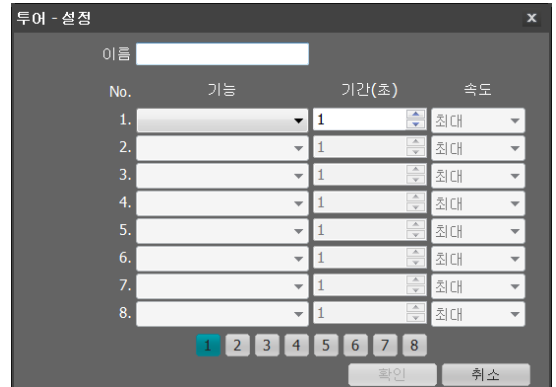 투어 - 설정 x
이름
No. 기능 기간(초) 속도
1. 1 최대
2. 1 최대
3. 1 최대
4. 1 최대
5. 1 최대
6. 1 최대
7. 1 최대
8. 1 최대
1 2 3 4 5 6 7 8
확인 취소